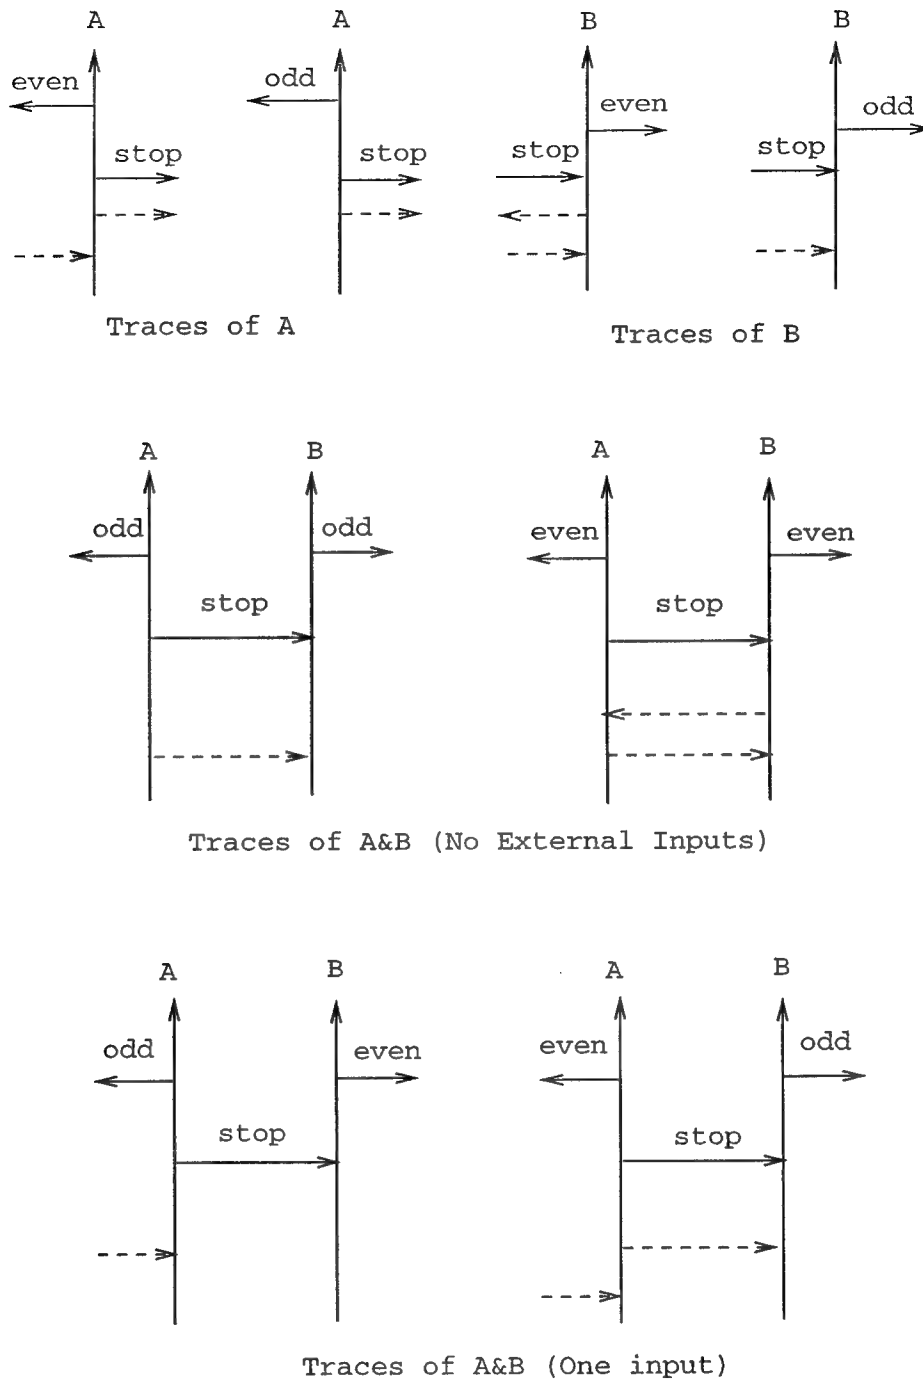 A A B B
even odd even odd
stop stop stop stop
Traces of A Traces of B
A B A B
odd odd even even
stop stop
Traces of A&B (No External Inputs)
A B A B
odd even even odd
stop stop
Traces of A&B (One input)